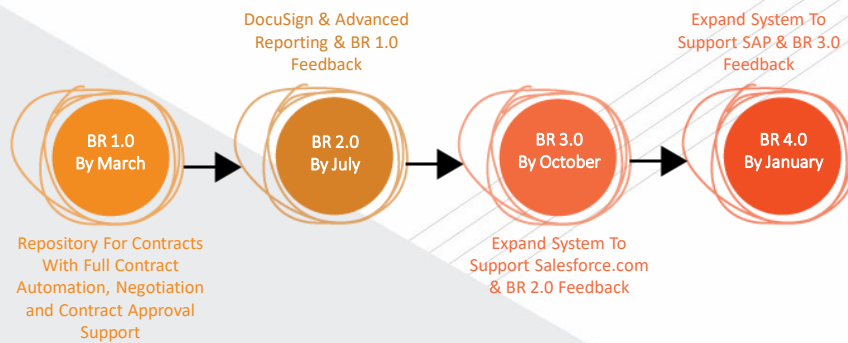 DocuSign & Advanced
Reporting & BR 1.0
Feedback
Expand System To
Support SAP & BR 3.0
Feedback
BR 1.0
By March
BR 2.0
By July
BR 3.0
By October
BR 4.0
By January
Repository For Contracts
With Full Contract
Automation, Negotiation
and Contract Approval
Support
Expand System To
Support Salesforce.com
& BR 2.0 Feedback